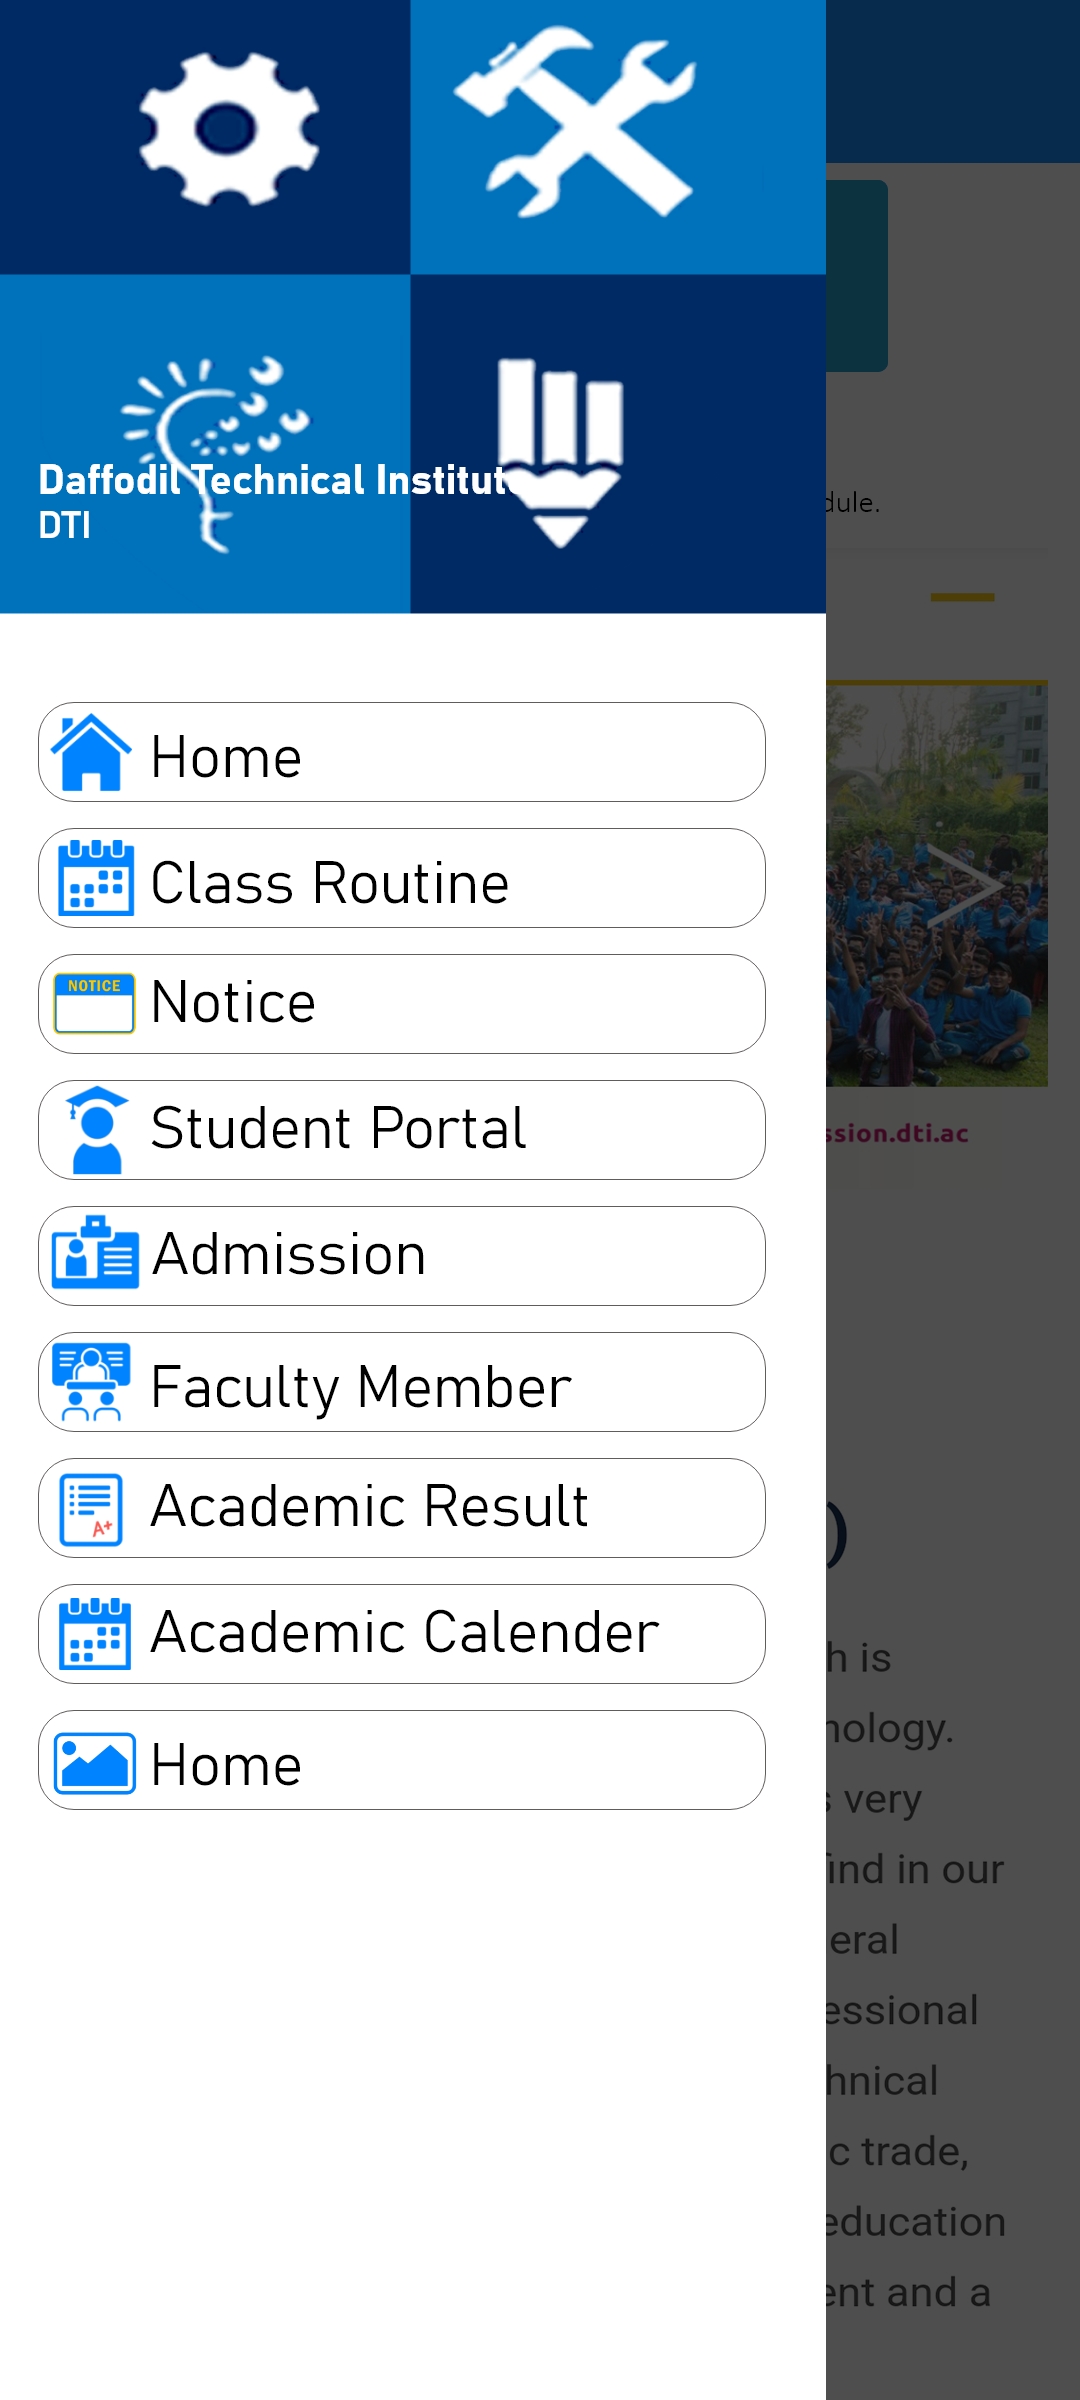 Daffodil Technical Institute
DTI
Home
Class Routine
NOTICE
Notice
Student Portal
Admission
Faculty Member
A+
Academic Result
Academic Calender
Home
dule.
ssion.dti.ac
)
h is
nology.
s very
find in our
eral
essional
hnical
c trade,
education
ent and a